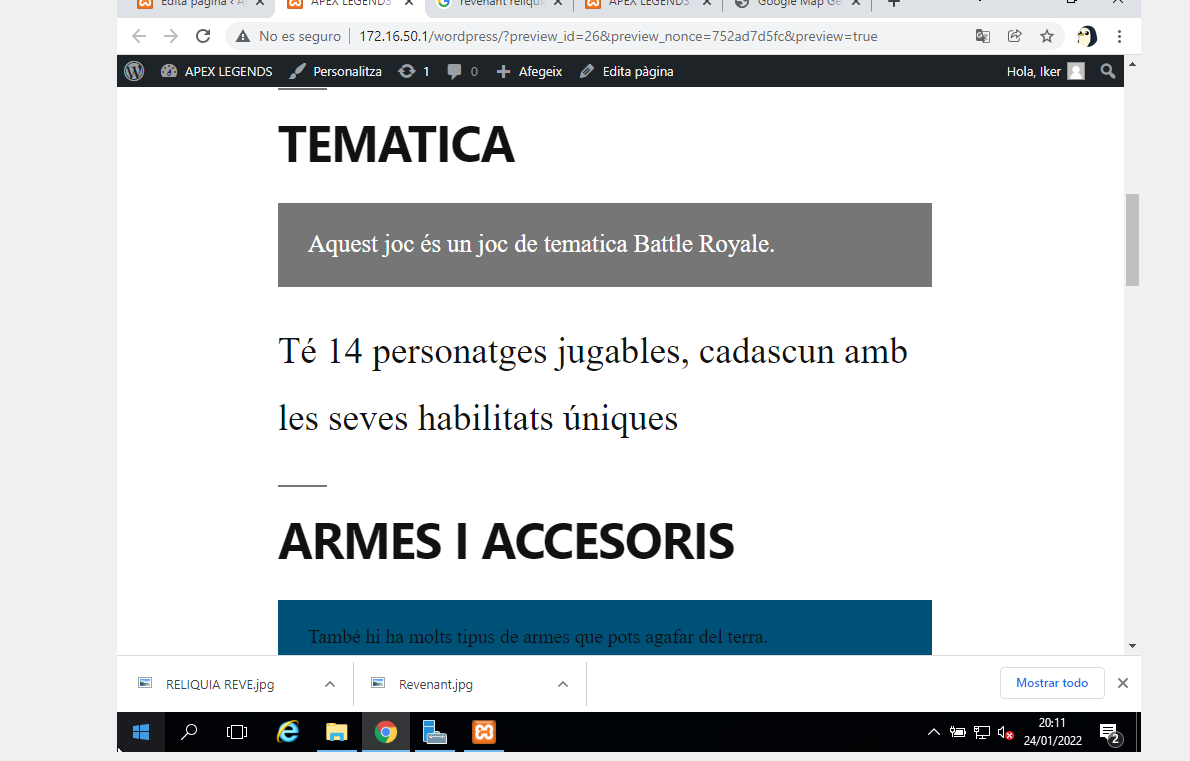 Edita pàgina ‹ A
APEX LEGENDS
revenant reliqui
APEX LEGENDS
Google Map Ge
No es seguro
172.16.50.1/wordpress/?preview_id=26&preview_nonce=752ad7d5fc&preview=true
APEX LEGENDS
Personalitza
1
0
Afegeix
Edita pàgina
Hola, Iker
TEMATICA
Aquest joc és un joc de tematica Battle Royale.
Té 14 personatges jugables, cadascun amb
les seves habilitats úniques
ARMES I ACCESORIS
També hi ha molts tipus de armes que pots agafar del terra.
RELIQUIA REVE.jpg
Revenant.jpg
Mostrar todo
20:11
24/01/2022
2